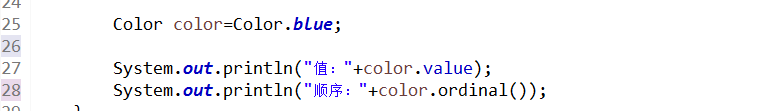 24
25 Color color=Color.blue;
26
27 System.out.println("值："+color.value);
28 System.out.println("顺序："+color.ordinal());
29 }